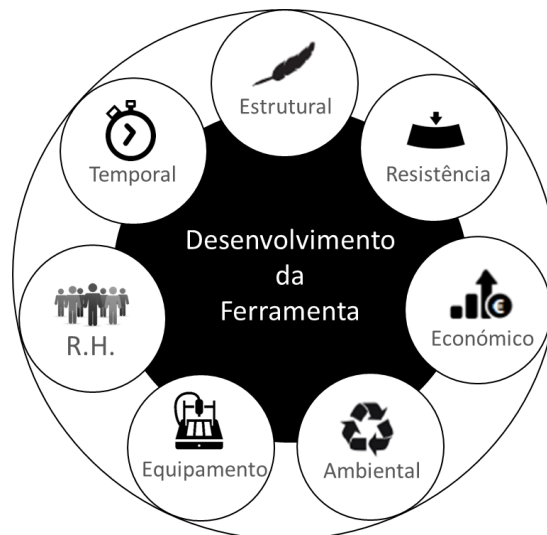 Estrutural
Resistência
Económico
Ambiental
Equipamento
R.H.
Temporal
Desenvolvimento
da
Ferramenta
€